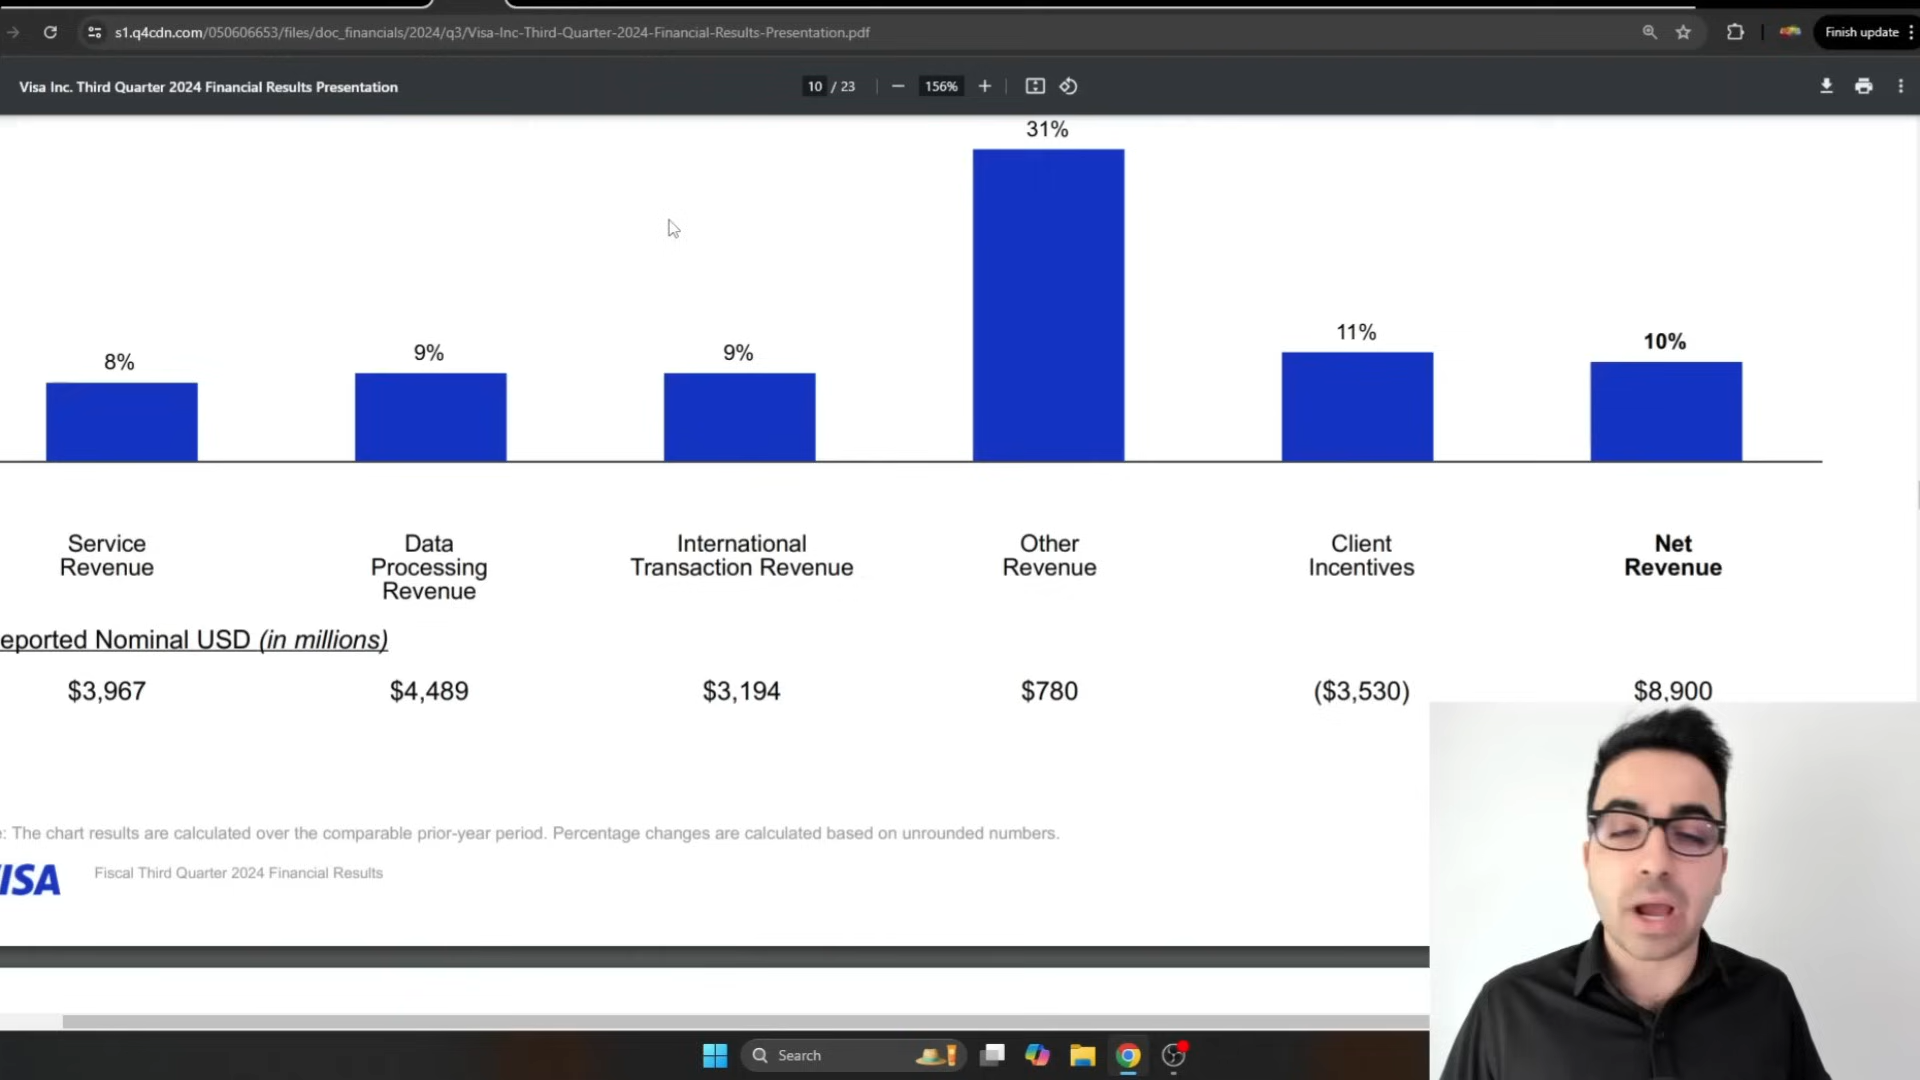 s1.q4cdn.com/050606653/files/doc_financials/2024/q3/Visa-Inc-Third-Quarter-2024-Financial-Results-Presentation.pdf
Finish update
Visa Inc. Third Quarter 2024 Financial Results Presentation
10 / 23
156%
31%
8%
9%
9%
11%
10%
Service Revenue
Data Processing Revenue
International Transaction Revenue
Other Revenue
Client Incentives
Net Revenue
eported Nominal USD (in millions)
$3,967
$4,489
$3,194
$780
($3,530)
$8,900
: The chart results are calculated over the comparable prior-year period. Percentage changes are calculated based on unrounded numbers.
VISA
Fiscal Third Quarter 2024 Financial Results
Search